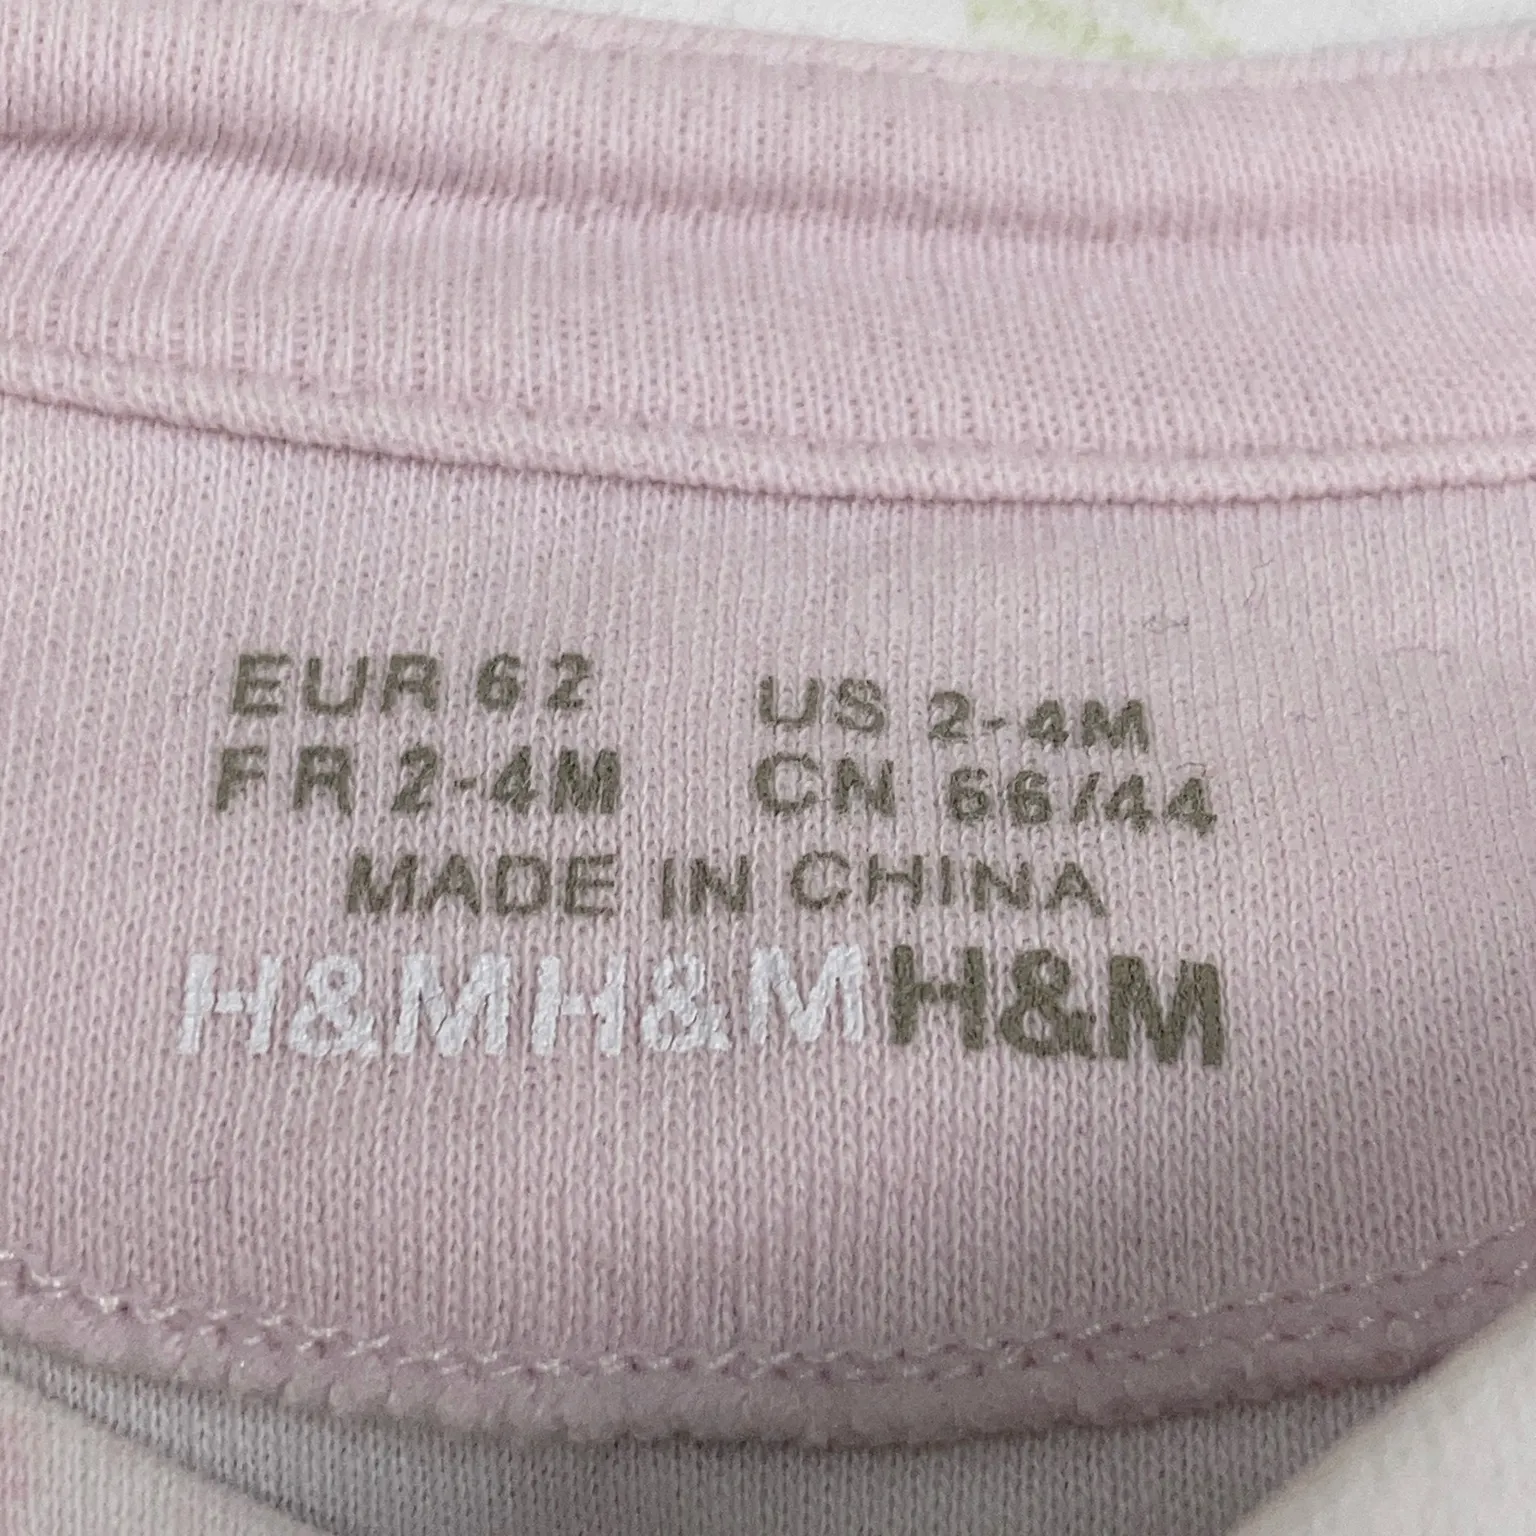 EUR 62 US 2-4M
FR 2-4M CN 66/44
MADE IN CHINA
H&MH&MH&M